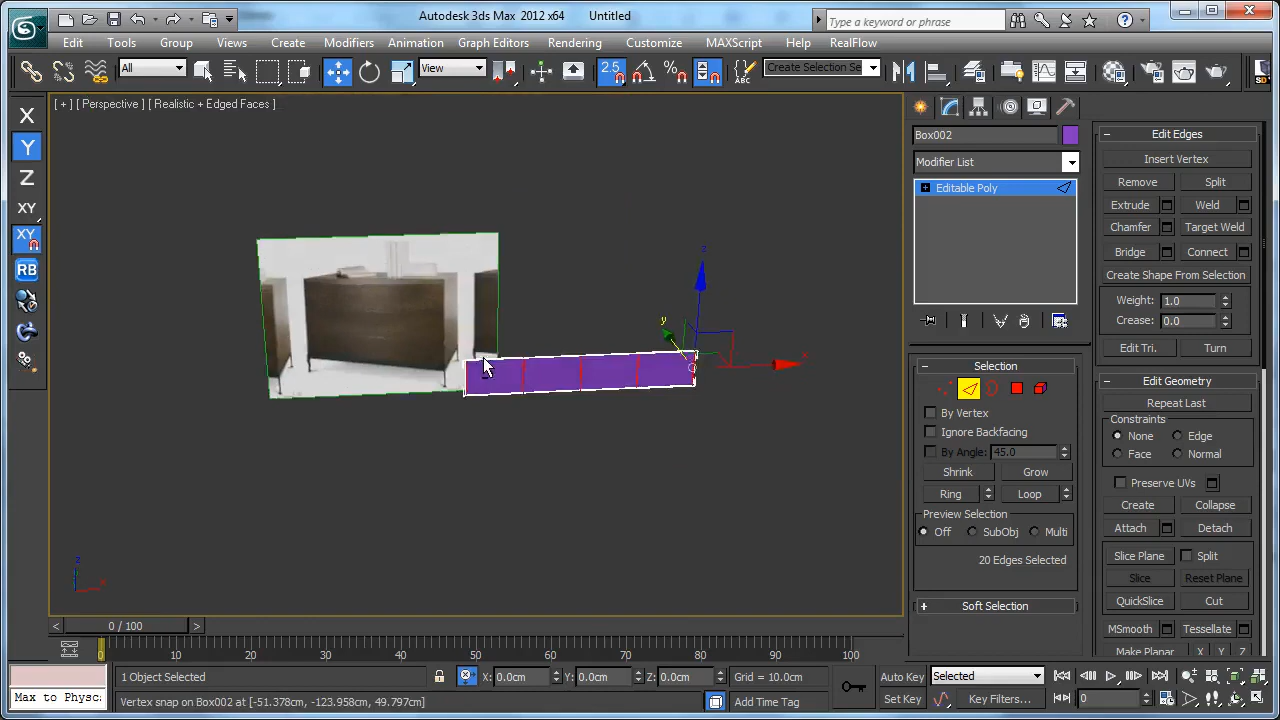 Autodesk 3ds Max 2012 x64 Untitled
Type a keyword or phrase
Edit Tools Group Views Create Modifiers Animation Graph Editors Rendering Customize MAXScript Help RealFlow
All
View
2.5
Create Selection Se
X
Y
Z
XY
XY
RB
[ + ] [ Perspective ] [ Realistic + Edged Faces ]
z
y
x
z
x
Box002
Modifier List
Editable Poly
Selection
By Vertex
Ignore Backfacing
By Angle: 45.0
Shrink Grow
Ring Loop
Preview Selection
Off SubObj Multi
20 Edges Selected
Soft Selection
Edit Edges
Insert Vertex
Remove Split
Extrude Weld
Chamfer Target Weld
Bridge Connect
Create Shape From Selection
Weight: 1.0
Crease: 0.0
Edit Tri. Turn
Edit Geometry
Repeat Last
Constraints
None Edge
Face Normal
Preserve UVs
Create Collapse
Attach Detach
Slice Plane Split
Slice Reset Plane
QuickSlice Cut
MSmooth Tessellate
Make Planar X Y Z
< 0 / 100 >
0 10 20 30 40 50 60 70 80 90 100
1 Object Selected X: 0.0cm Y: 0.0cm Z: 0.0cm Grid = 10.0cm Auto Key Selected
Max to Physca Vertex snap on Box002 at [-51.378cm, -123.958cm, 49.797cm] Add Time Tag Set Key Key Filters... 0